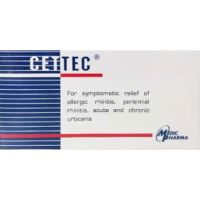 CETTEC ®
For symptomatic relief of
allergic rhinitis, perennial
rhinitis, acute and chronic
urticaria
MEDIC
PHARMA